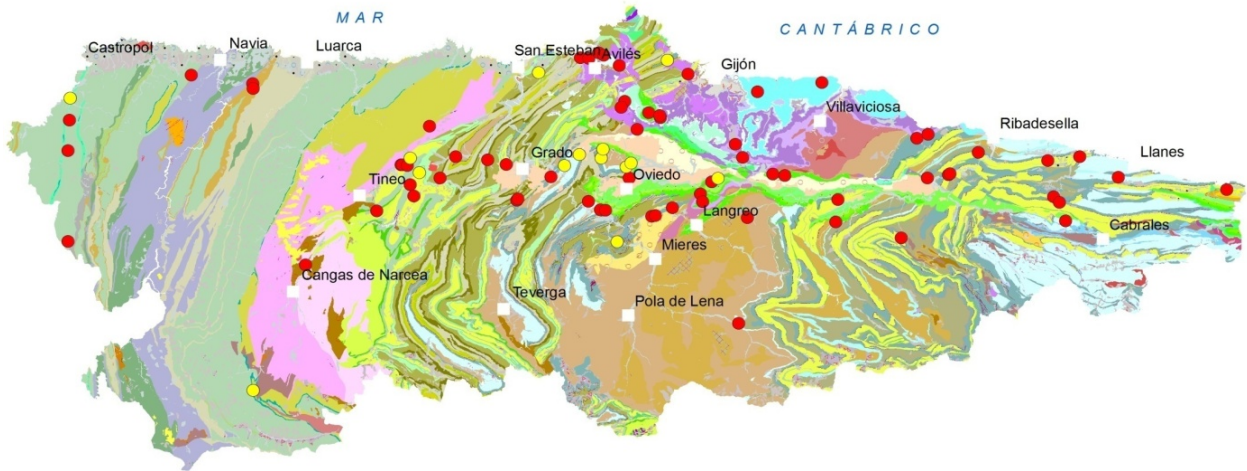 MAR
CANTÁBRICO
Castropol
Navia
Luarca
San Esteban
Avilés
Gijón
Villaviciosa
Ribadesella
Llanes
Grado
Tineo
Oviedo
Langreo
Cabrales
Mieres
Cangas de Narcea
Teverga
Pola de Lena